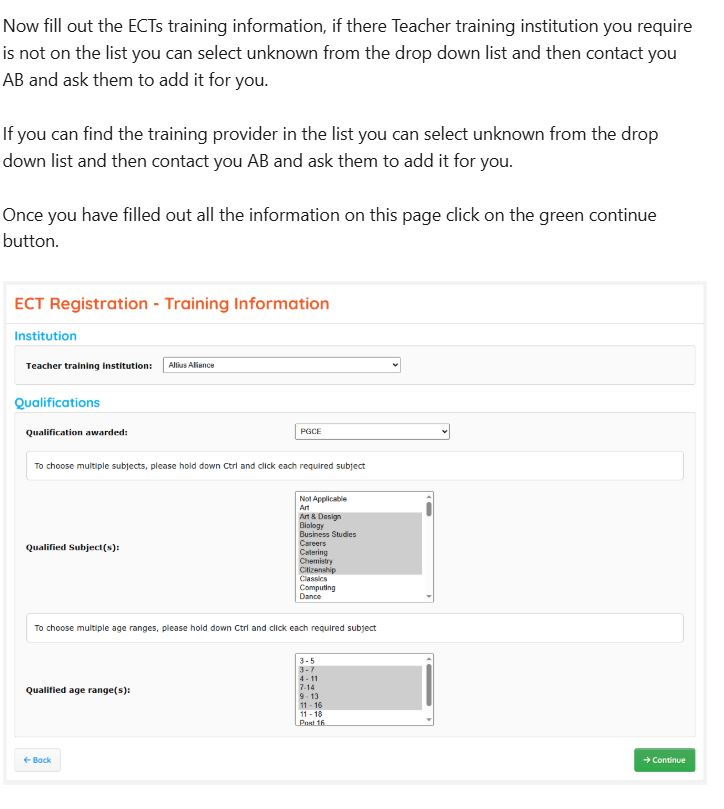 Now fill out the ECTs training information, if there Teacher training institution you require
is not on the list you can select unknown from the drop down list and then contact you
AB and ask them to add it for you.
If you can find the training provider in the list you can select unknown from the drop
down list and then contact you AB and ask them to add it for you.
Once you have filled out all the information on this page click on the green continue
button.
ECT Registration - Training Information
Institution
Teacher training institution: Altius Alliance
Qualifications
Qualification awarded: PGCE
To choose multiple subjects, please hold down Ctrl and click each required subject
Not Applicable
Art
Art & Design
Biology
Business Studies
Careers
Qualified Subject(s):
Catering
Chemistry
Citizenship
Classics
Computing
Dance
To choose multiple age ranges, please hold down Ctrl and click each required subject
3 - 5
3 - 7
4 - 11
Qualified age range(s):
7-14
9 - 13
11 - 16
11 - 18
Post 16
← Back
→ Continue